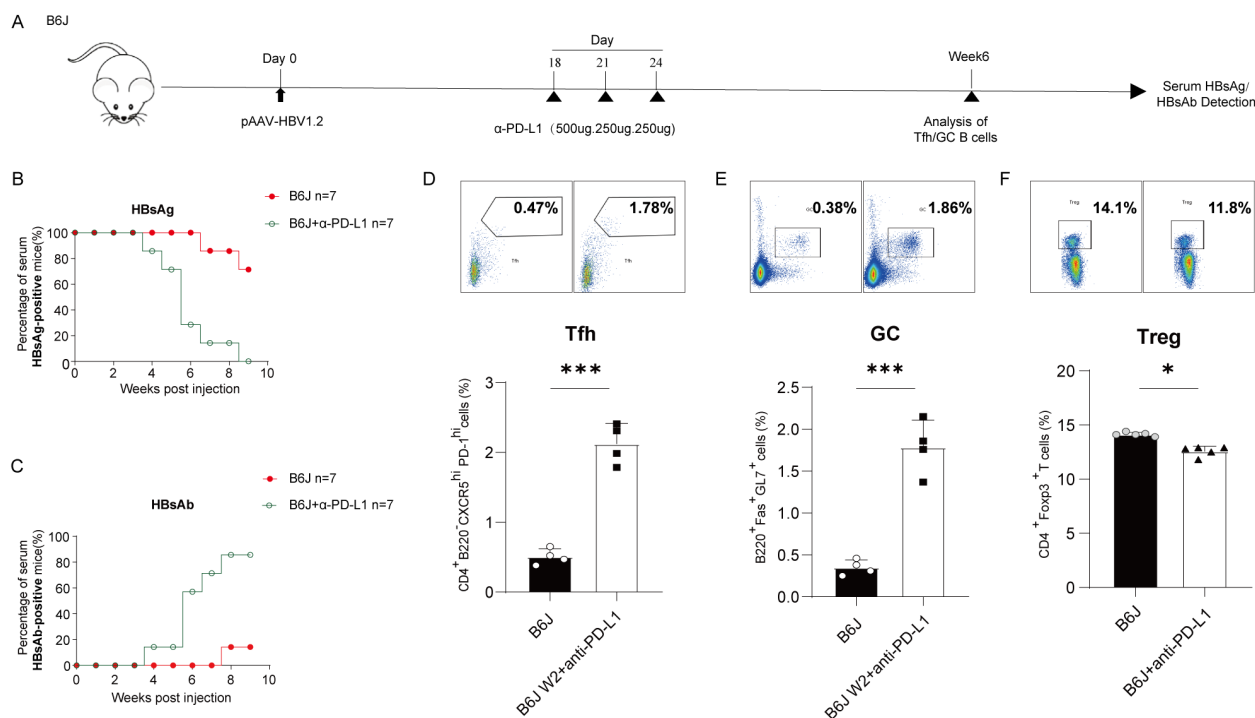 A
B6J
Day 0
pAAV-HBV1.2
Day
18 21 24
α-PD-L1（500ug.250ug.250ug)
Week6
Analysis of
Tfh/GC B cells
Serum HBsAg/
HBsAb Detection
B
B6J n=7
B6J+α-PD-L1 n=7
HBsAg
Percentage of serum
HBsAg-positive mice(%)
100
80
60
40
20
0
0 2 4 6 8 10
Weeks post injection
C
B6J n=7
B6J+α-PD-L1 n=7
HBsAb
Percentage of serum
HBsAb-positive mice(%)
100
80
60
40
20
0
0 2 4 6 8 10
Weeks post injection
D
0.47%
Tfh
1.78%
Tfh
Tfh
***
CD4+B220-CXCR5hi PD-1hi cells (%)
3
2
1
0
B6J
B6J W2+anti-PD-L1
E
GC
0.38%
1.86%
GC
***
B220+Fas+GL7+ cells (%)
2.5
2.0
1.5
1.0
0.5
0.0
B6J
B6J W2+anti-PD-L1
F
Treg
14.1%
Treg
11.8%
Treg
*
CD4+Foxp3+T cells (%)
20
15
10
5
0
B6J
B6J+anti-PD-L1